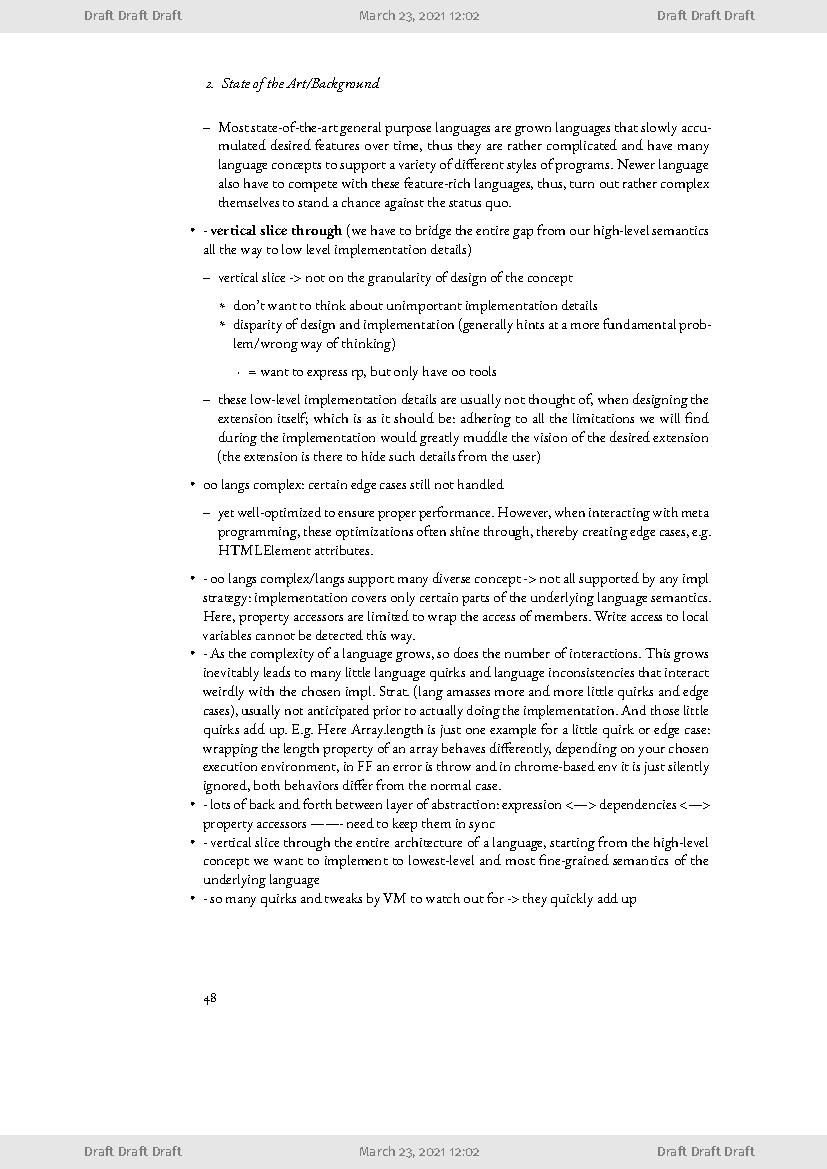 Draft Draft Draft March 23, 2021 12:02 Draft Draft Draft
2. State of the Art/Background
– Most state-of-the-art general purpose languages are grown languages that slowly accu-
mulated desired features over time, thus they are rather complicated and have many
language concepts to support a variety of different styles of programs. Newer language
also have to compete with these feature-rich languages, thus, turn out rather complex
themselves to stand a chance against the status quo.
• - vertical slice through (we have to bridge the entire gap from our high-level semantics
all the way to low level implementation details)
– vertical slice -> not on the granularity of design of the concept
* don't want to think about unimportant implementation details
* disparity of design and implementation (generally hints at a more fundamental prob-
lem/wrong way of thinking)
· = want to express rp, but only have oo tools
– these low-level implementation details are usually not thought of, when designing the
extension itself; which is as it should be: adhering to all the limitations we will find
during the implementation would greatly muddle the vision of the desired extension
(the extension is there to hide such details from the user)
• oo langs complex: certain edge cases still not handled
– yet well-optimized to ensure proper performance. However, when interacting with meta
programming, these optimizations often shine through, thereby creating edge cases, e.g.
HTMLElement attributes.
• - oo langs complex/langs support many diverse concept -> not all supported by any impl
strategy: implementation covers only certain parts of the underlying language semantics.
Here, property accessors are limited to wrap the access of members. Write access to local
variables cannot be detected this way.
• - As the complexity of a language grows, so does the number of interactions. This grows
inevitably leads to many little language quirks and language inconsistencies that interact
weirdly with the chosen impl. Strat. (lang amasses more and more little quirks and edge
cases), usually not anticipated prior to actually doing the implementation. And those little
quirks add up. E.g. Here Array.length is just one example for a little quirk or edge case:
wrapping the length property of an array behaves differently, depending on your chosen
execution environment, in FF an error is throw and in chrome-based env it is just silently
ignored, both behaviors differ from the normal case.
• - lots of back and forth between layer of abstraction: expression <—> dependencies <—>
property accessors ——- need to keep them in sync
• - vertical slice through the entire architecture of a language, starting from the high-level
concept we want to implement to lowest-level and most fine-grained semantics of the
underlying language
• - so many quirks and tweaks by VM to watch out for -> they quickly add up
48
Draft Draft Draft March 23, 2021 12:02 Draft Draft Draft